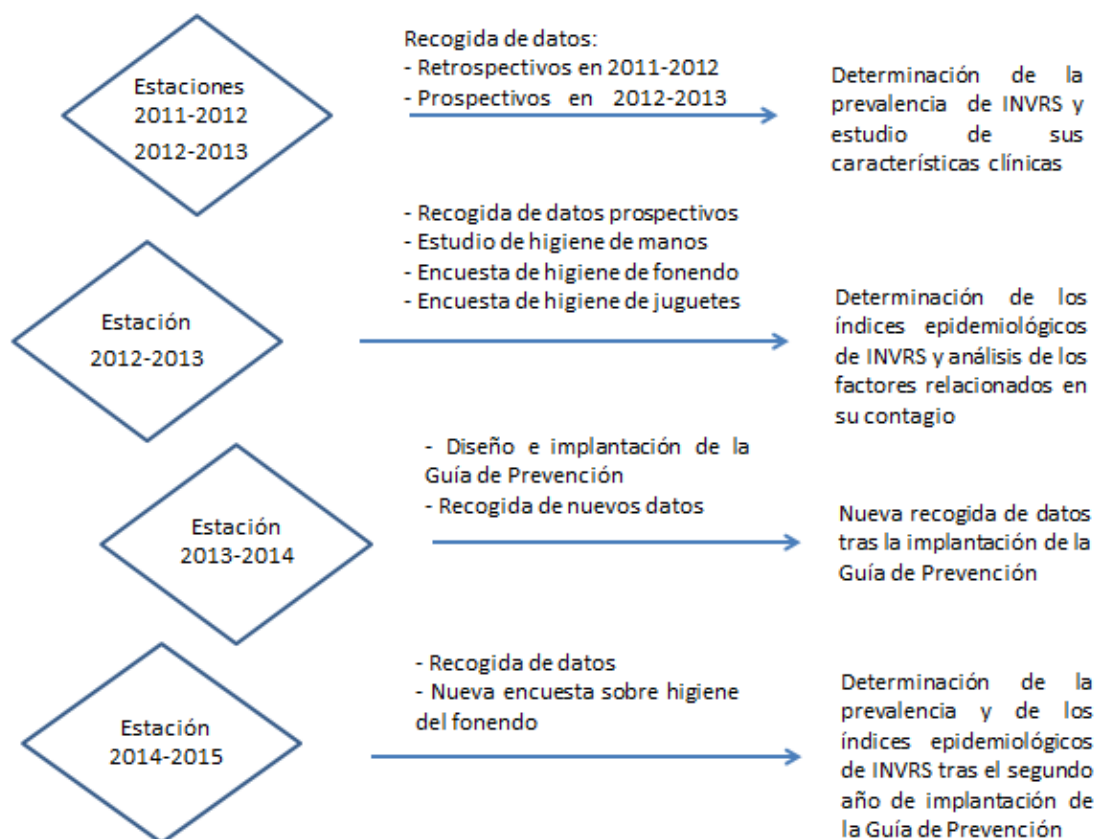 Estaciones
2011-2012
2012-2013
Recogida de datos:
- Retrospectivos en 2011-2012
- Prospectivos en 2012-2013
Determinación de la
prevalencia de INVRS y
estudio de sus
características clínicas
Estación
2012-2013
- Recogida de datos prospectivos
- Estudio de higiene de manos
- Encuesta de higiene de fonendo
- Encuesta de higiene de juguetes
Determinación de los
índices epidemiológicos
de INVRS y análisis de los
factores relacionados en
su contagio
Estación
2013-2014
- Diseño e implantación de la
Guía de Prevención
- Recogida de nuevos datos
Nueva recogida de datos
tras la implantación de la
Guía de Prevención
Estación
2014-2015
- Recogida de datos
- Nueva encuesta sobre higiene
del fonendo
Determinación de la
prevalencia y de los
índices epidemiológicos
de INVRS tras el segundo
año de implantación de
la Guía de Prevención